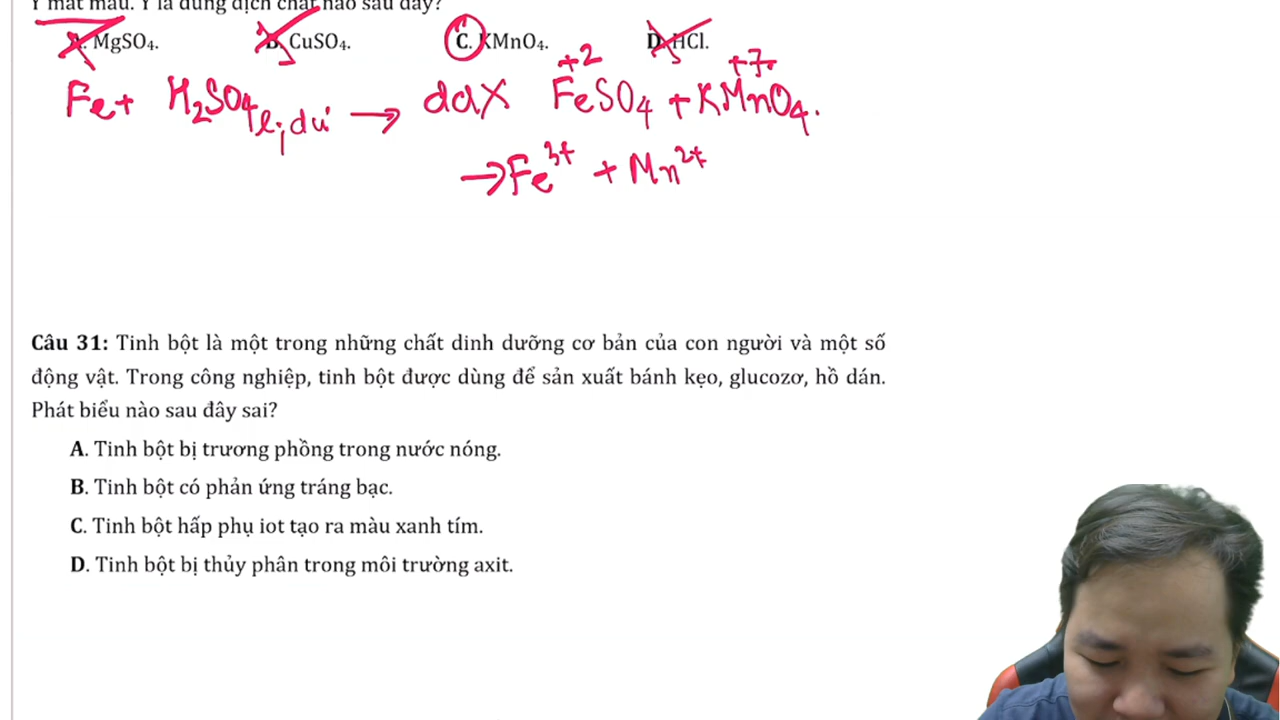 Y mất màu. Y là dung dịch chất nào sau đây?
A. MgSO₄. B. CuSO₄. C. KMnO₄. D. HCl.
+2 +7
Fe + H₂SO₄ l, dư → ddX FeSO₄ + KMnO₄.
→ Fe³⁺ + Mn²⁺
Câu 31: Tinh bột là một trong những chất dinh dưỡng cơ bản của con người và một số
động vật. Trong công nghiệp, tinh bột được dùng để sản xuất bánh kẹo, glucozơ, hồ dán.
Phát biểu nào sau đây sai?
A. Tinh bột bị trương phồng trong nước nóng.
B. Tinh bột có phản ứng tráng bạc.
C. Tinh bột hấp phụ iot tạo ra màu xanh tím.
D. Tinh bột bị thủy phân trong môi trường axit.